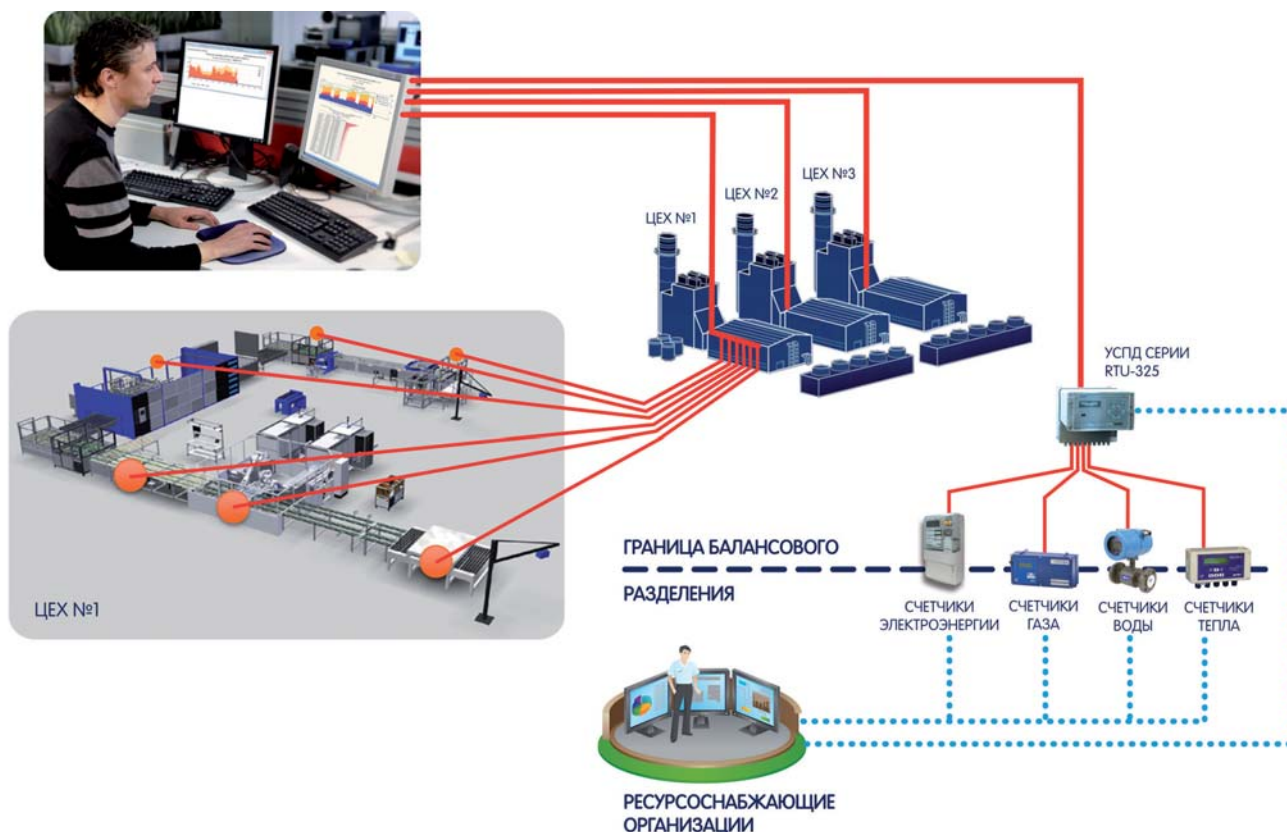 ЦЕХ №1
ЦЕХ №2
ЦЕХ №3
УСПД СЕРИИ
RTU-325
ГРАНИЦА БАЛАНСОВОГО
РАЗДЕЛЕНИЯ
СЧЕТЧИКИ
ЭЛЕКТРОЭНЕРГИИ
СЧЕТЧИКИ
ГАЗА
СЧЕТЧИКИ
ВОДЫ
СЧЕТЧИКИ
ТЕПЛА
ЦЕХ №1
РЕСУРСОСНАБЖАЮЩИЕ
ОРГАНИЗАЦИИ